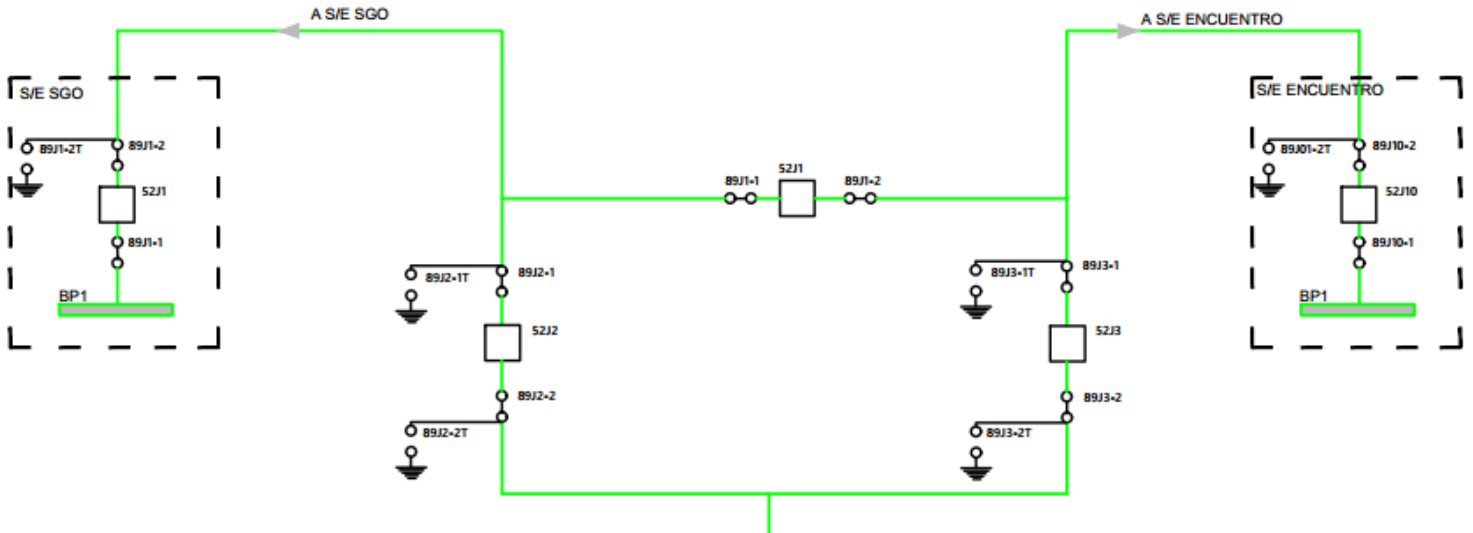 A S/E SGO
A S/E ENCUENTRO
S/E SGO
S/E ENCUENTRO
89J1-2T
89J1-2
52J1
89J1-1
BP1
89J1-1
52J1
89J1-2
89J01-2T
89J10-2
52J10
89J10-1
BP1
89J2-1T
89J2-1
52J2
89J2-2
89J2-2T
89J3-1T
89J3-1
52J3
89J3-2
89J3-2T